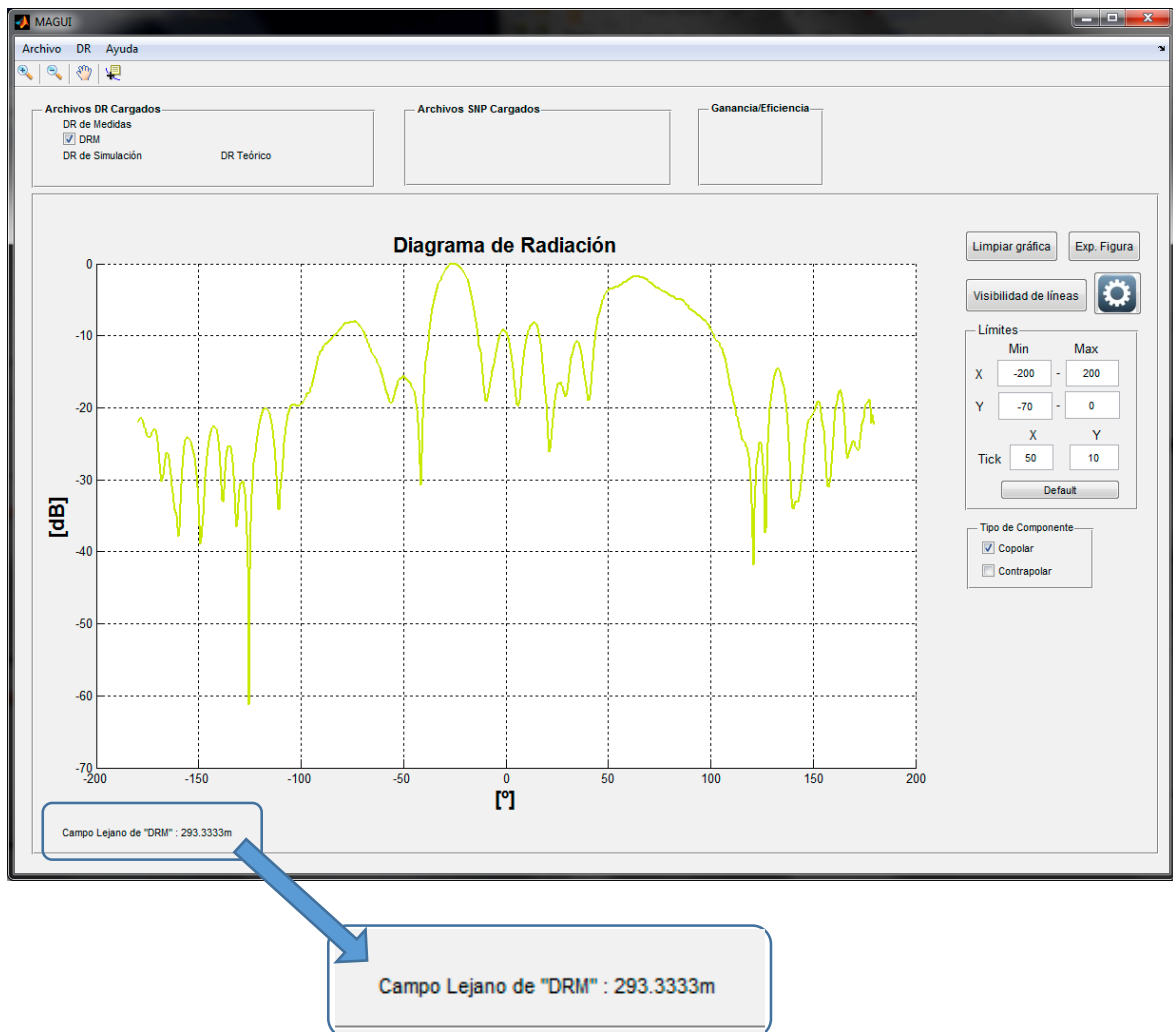 MAGUI
Archivo DR Ayuda
Archivos DR Cargados
DR de Medidas
DRM
DR de Simulación DR Teórico
Archivos SNP Cargados
Ganancia/Eficiencia
Diagrama de Radiación
0
-10
-20
-30
-40
-50
-60
-70
[dB]
-200 -150 -100 -50 0 50 100 150 200
[º]
Limpiar gráfica Exp. Figura
Visibilidad de líneas
Límites
Min Max
X -200 - 200
Y -70 - 0
X Y
Tick 50 10
Default
Tipo de Componente
Copolar
Contrapolar
Campo Lejano de "DRM" : 293.3333m
Campo Lejano de "DRM" : 293.3333m